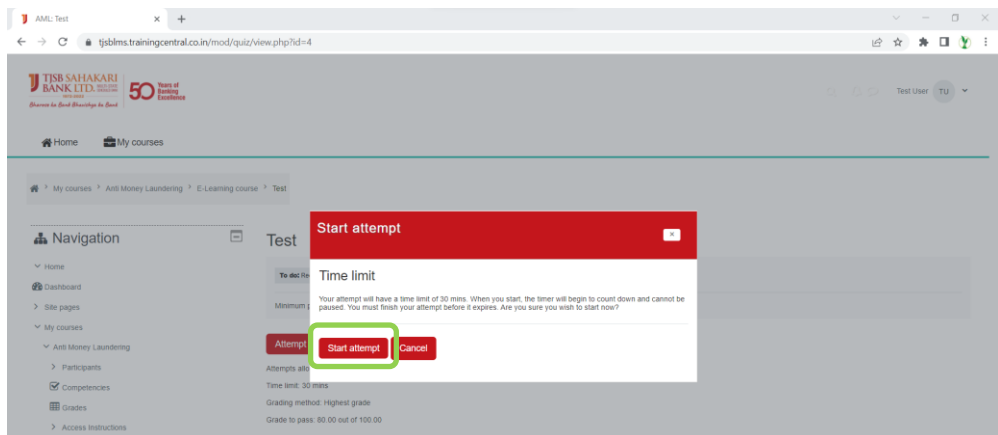 AML: Test
tjsblms.trainingcentral.co.in/mod/quiz/view.php?id=4
TJSB SAHAKARI
BANK LTD.
50 Years of
Banking
Excellence
Test User TU
Home My courses
My courses > Anti Money Laundering > E-Learning course > Test
Navigation
Home
Dashboard
Site pages
My courses
Anti Money Laundering
Participants
Competencies
Grades
Access Instructions
Test
To do:
Minimum
Attempt
Attempts
Time limit: 30 mins
Grading method: Highest grade
Grade to pass: 80.00 out of 100.00
Start attempt
Time limit
Your attempt will have a time limit of 30 mins. When you start, the timer will begin to count down and cannot be
paused. You must finish your attempt before it expires. Are you sure you wish to start now?
Start attempt Cancel